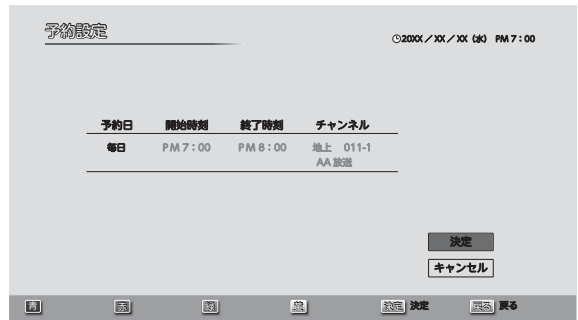 予約設定
20XX／XX／XX (水) PM 7：00
予約日 開始時刻 終了時刻 チャンネル
毎日 PM 7：00 PM 8：00 地上 011-1
AA 放送
決定
キャンセル
青 赤 緑 黄 決定 決定 戻る 戻る